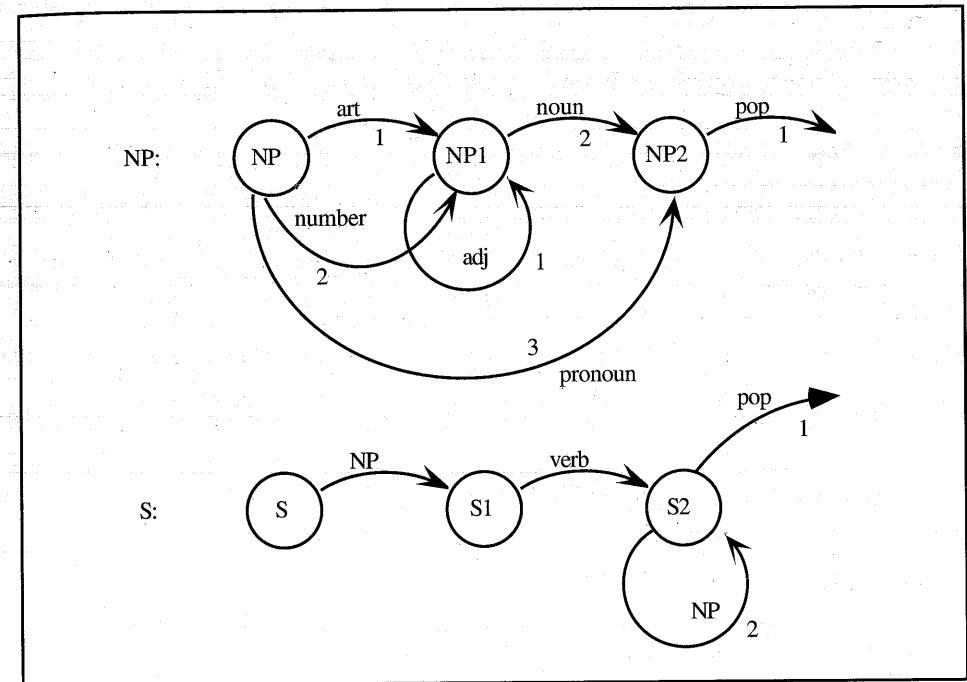 art
noun
pop
1
2
1
NP:
NP
NP1
NP2
number
adj
1
2
3
pronoun
pop
1
NP
verb
S:
S
S1
S2
NP
2